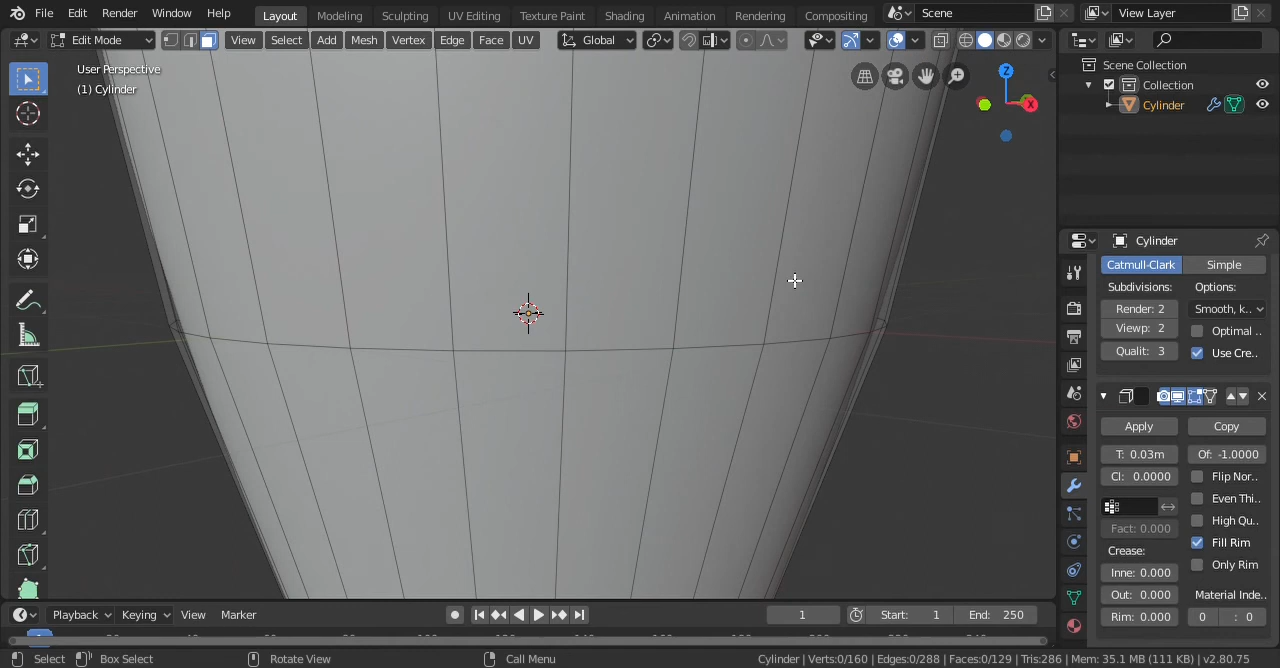 File Edit Render Window Help Layout Modeling Sculpting UV Editing Texture Paint Shading Animation Rendering Compositing Scene View Layer
Edit Mode View Select Add Mesh Vertex Edge Face UV Global
User Perspective
(1) Cylinder
Z
X
Scene Collection
Collection
Cylinder
Cylinder
Catmull-Clark Simple
Subdivisions: Options:
Render: 2 Smooth, k..
Viewp: 2 Optimal ..
Qualit: 3 Use Cre..
Apply Copy
T: 0.03m Of: -1.0000
Cl: 0.0000 Flip Nor..
Even Thi..
Fact: 0.000 High Qu..
Crease: Fill Rim
Inne: 0.000 Only Rim
Out: 0.000 Material Inde..
Rim: 0.000 0 : 0
Playback Keying View Marker 1 Start: 1 End: 250
Select Box Select Rotate View Call Menu Cylinder | Verts:0/160 | Edges:0/288 | Faces:0/129 | Tris:286 | Mem: 35.1 MB (111 KB) | v2.80.75